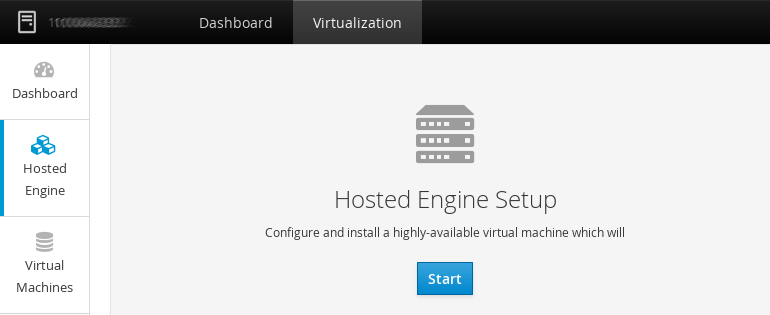 Dashboard
Virtualization
Dashboard
Hosted
Engine
Virtual
Machines
Hosted Engine Setup
Configure and install a highly-available virtual machine which will
Start